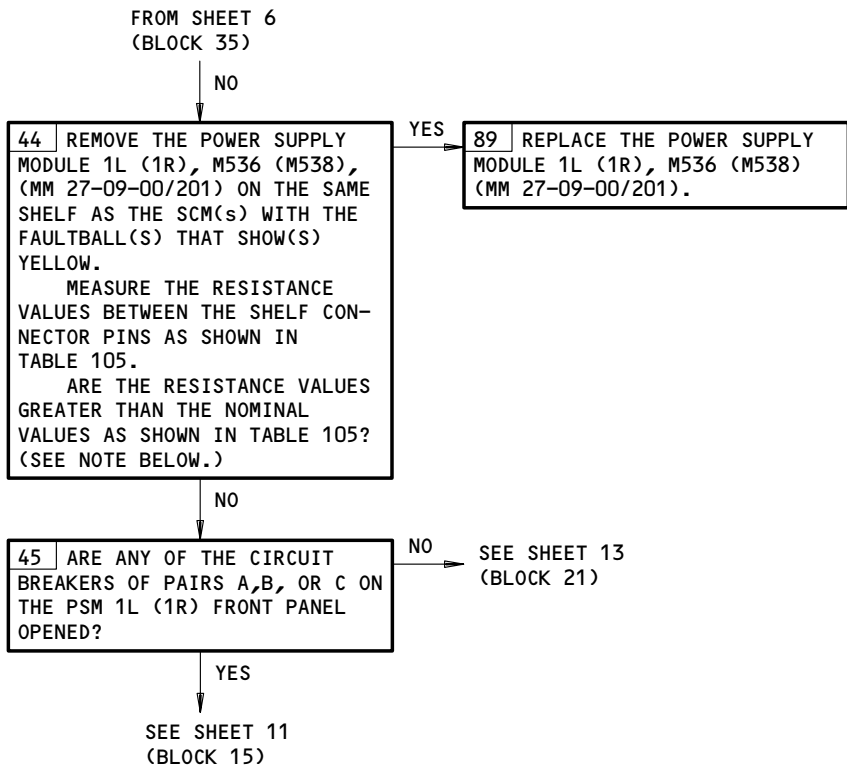 FROM SHEET 6
(BLOCK 35)
NO
44 REMOVE THE POWER SUPPLY
MODULE 1L (1R), M536 (M538),
(MM 27-09-00/201) ON THE SAME
SHELF AS THE SCM(s) WITH THE
FAULTBALL(S) THAT SHOW(S)
YELLOW.
MEASURE THE RESISTANCE
VALUES BETWEEN THE SHELF CON-
NECTOR PINS AS SHOWN IN
TABLE 105.
ARE THE RESISTANCE VALUES
GREATER THAN THE NOMINAL
VALUES AS SHOWN IN TABLE 105?
(SEE NOTE BELOW.)
YES
89 REPLACE THE POWER SUPPLY
MODULE 1L (1R), M536 (M538)
(MM 27-09-00/201).
NO
45 ARE ANY OF THE CIRCUIT
BREAKERS OF PAIRS A,B, OR C ON
THE PSM 1L (1R) FRONT PANEL
OPENED?
NO
SEE SHEET 13
(BLOCK 21)
YES
SEE SHEET 11
(BLOCK 15)